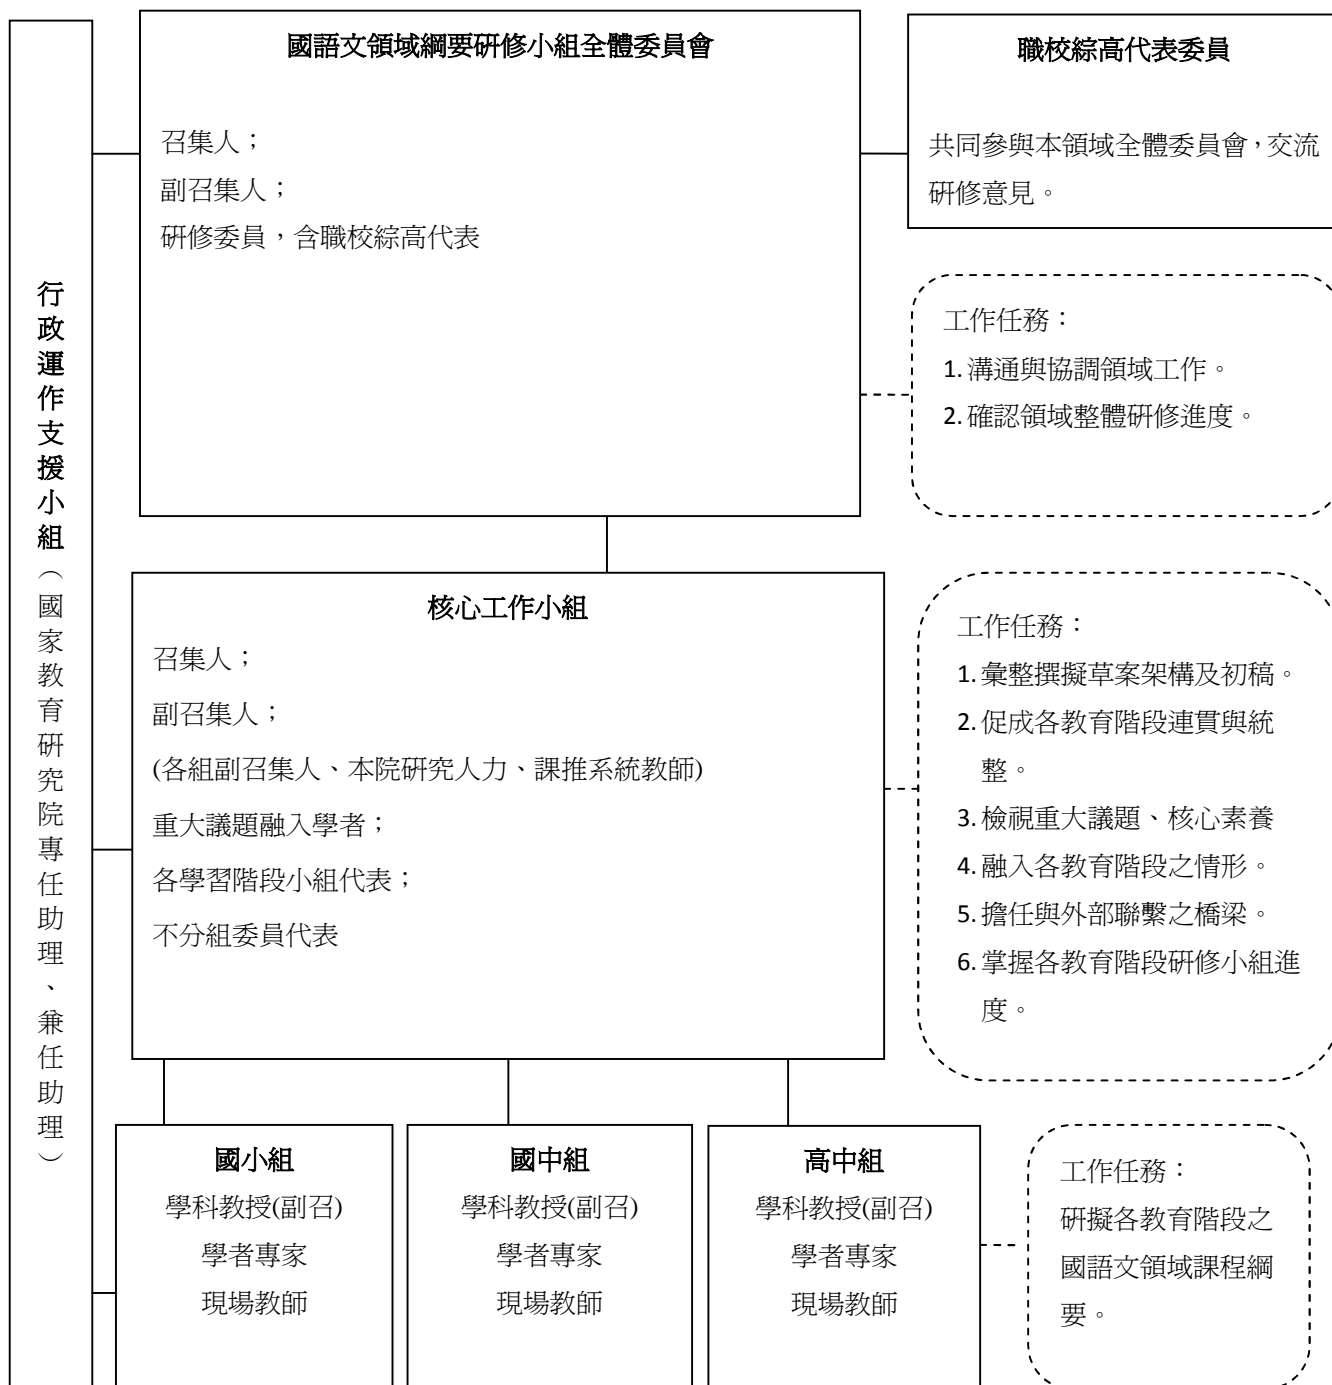 行政運作支援小組（國家教育研究院專任助理、兼任助理）
國語文領域綱要研修小組全體委員會
召集人；
副召集人；
研修委員，含職校綜高代表
職校綜高代表委員
共同參與本領域全體委員會，交流
研修意見。
工作任務：
1. 溝通與協調領域工作。
2. 確認領域整體研修進度。
核心工作小組
召集人；
副召集人；
(各組副召集人、本院研究人力、課推系統教師)
重大議題融入學者；
各學習階段小組代表；
不分組委員代表
工作任務：
1. 彙整撰擬草案架構及初稿。
2. 促成各教育階段連貫與統
整。
3. 檢視重大議題、核心素養
4. 融入各教育階段之情形。
5. 擔任與外部聯繫之橋梁。
6. 掌握各教育階段研修小組進
度。
國小組
學科教授(副召)
學者專家
現場教師
國中組
學科教授(副召)
學者專家
現場教師
高中組
學科教授(副召)
學者專家
現場教師
工作任務：
研擬各教育階段之
國語文領域課程綱
要。